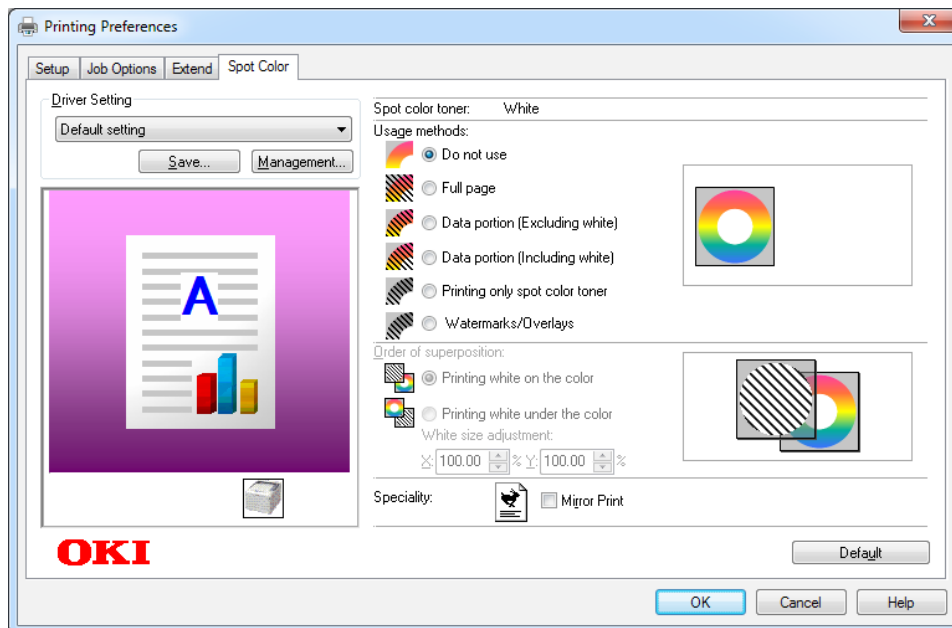 Printing Preferences
Setup
Job Options
Extend
Spot Color
Driver Setting
Default setting
Save...
Management...
A
OKI
Spot color toner: White
Usage methods:
Do not use
Full page
Data portion (Excluding white)
Data portion (Including white)
Printing only spot color toner
Watermarks/Overlays
Order of superposition:
Printing white on the color
Printing white under the color
White size adjustment:
X: 100.00 % Y: 100.00 %
Speciality:
Mirror Print
Default
OK
Cancel
Help